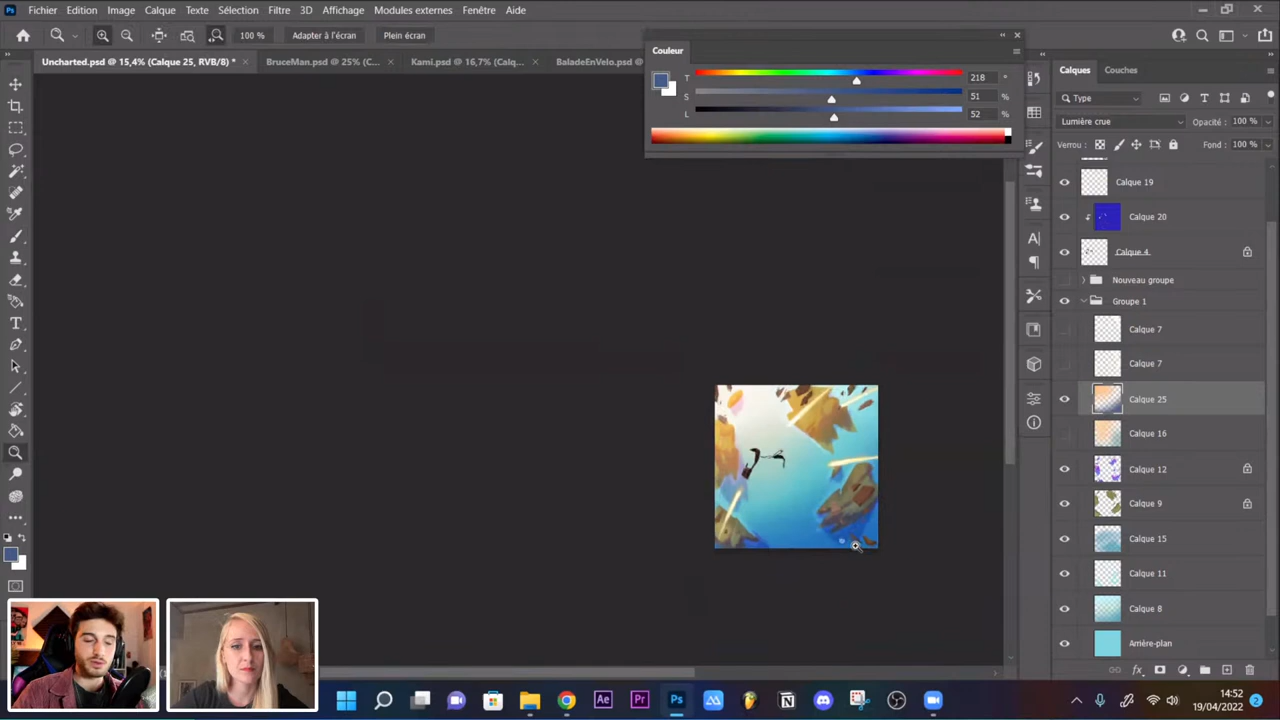 Fichier Edition Image Calque Texte Sélection Filtre 3D Affichage Modules externes Fenêtre Aide
100 % Adapter à l'écran Plein écran
Uncharted.psd @ 15,4% (Calque 25, RVB/8) * BruceMan.psd @ 25% (C... Kami.psd @ 16,7% (Calq... BaladeEnVelo.psd @
Couleur
T 218 °
S 51 %
L 52 %
Calques Couches
Type
Lumière crue Opacité : 100 %
Verrou : Fond : 100 %
Calque 19
Calque 20
Calque 4
Nouveau groupe
Groupe 1
Calque 7
Calque 7
Calque 25
Calque 16
Calque 12
Calque 9
Calque 15
Calque 11
Calque 8
Arrière-plan
14:52
19/04/2022